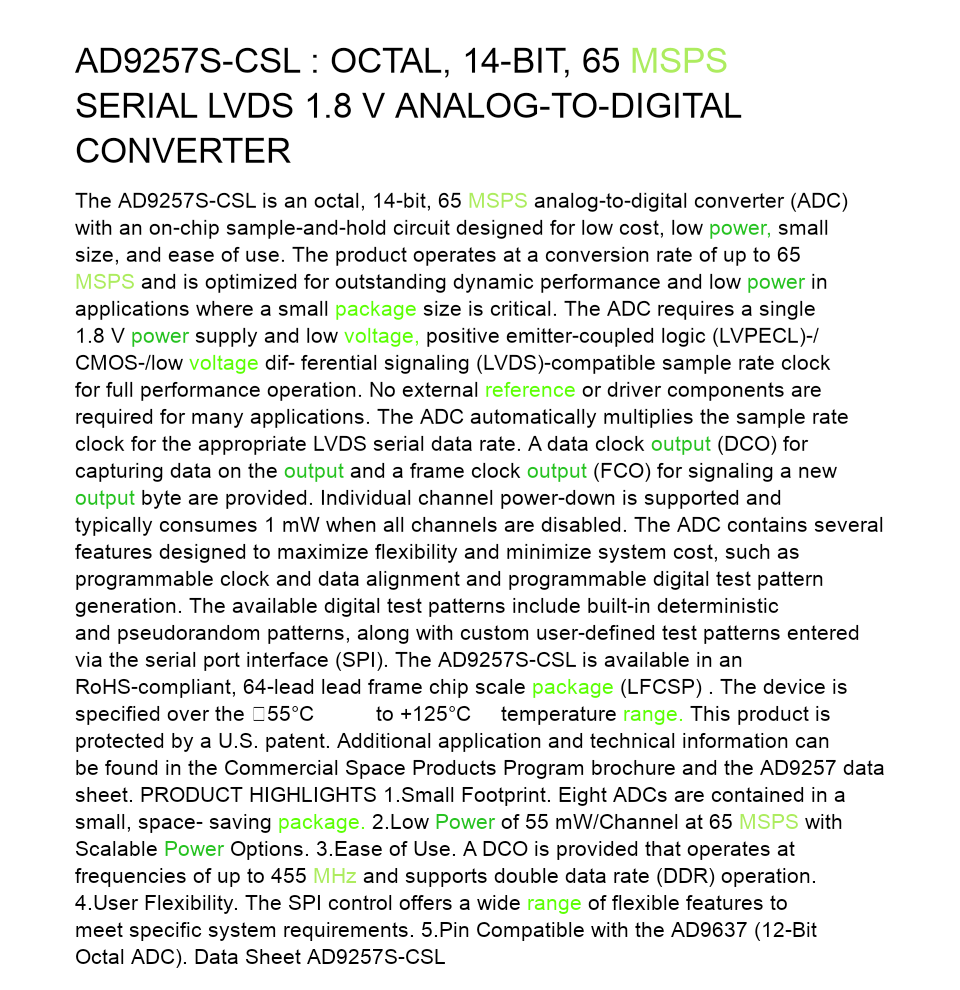 AD9257S-CSL : OCTAL, 14-BIT, 65 MSPS
SERIAL LVDS 1.8 V ANALOG-TO-DIGITAL
CONVERTER
The AD9257S-CSL is an octal, 14-bit, 65 MSPS analog-to-digital converter (ADC)
with an on-chip sample-and-hold circuit designed for low cost, low power, small
size, and ease of use. The product operates at a conversion rate of up to 65
MSPS and is optimized for outstanding dynamic performance and low power in
applications where a small package size is critical. The ADC requires a single
1.8 V power supply and low voltage, positive emitter-coupled logic (LVPECL)-/
CMOS-/low voltage dif- ferential signaling (LVDS)-compatible sample rate clock
for full performance operation. No external reference or driver components are
required for many applications. The ADC automatically multiplies the sample rate
clock for the appropriate LVDS serial data rate. A data clock output (DCO) for
capturing data on the output and a frame clock output (FCO) for signaling a new
output byte are provided. Individual channel power-down is supported and
typically consumes 1 mW when all channels are disabled. The ADC contains several
features designed to maximize flexibility and minimize system cost, such as
programmable clock and data alignment and programmable digital test pattern
generation. The available digital test patterns include built-in deterministic
and pseudorandom patterns, along with custom user-defined test patterns entered
via the serial port interface (SPI). The AD9257S-CSL is available in an
RoHS-compliant, 64-lead lead frame chip scale package (LFCSP) . The device is
specified over the □55°C to +125°C temperature range. This product is
protected by a U.S. patent. Additional application and technical information can
be found in the Commercial Space Products Program brochure and the AD9257 data
sheet. PRODUCT HIGHLIGHTS 1.Small Footprint. Eight ADCs are contained in a
small, space- saving package. 2.Low Power of 55 mW/Channel at 65 MSPS with
Scalable Power Options. 3.Ease of Use. A DCO is provided that operates at
frequencies of up to 455 MHz and supports double data rate (DDR) operation.
4.User Flexibility. The SPI control offers a wide range of flexible features to
meet specific system requirements. 5.Pin Compatible with the AD9637 (12-Bit
Octal ADC). Data Sheet AD9257S-CSL